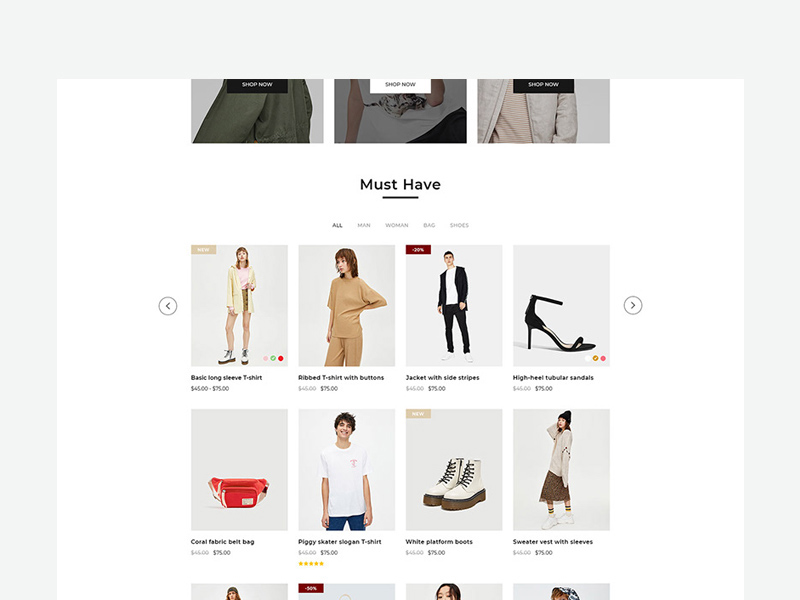 SHOP NOW
SHOP NOW
SHOP NOW
Must Have
ALL MAN WOMAN BAG SHOES
NEW
-20%
Basic long sleeve T-shirt
$45.00 - $75.00
Ribbed T-shirt with buttons
$45.00 $75.00
Jacket with side stripes
$45.00 $75.00
High-heel tubular sandals
$45.00 $75.00
NEW
Coral fabric belt bag
$45.00 $75.00
Piggy skater slogan T-shirt
$45.00 $75.00
White platform boots
$45.00 $75.00
Sweater vest with sleeves
$45.00 $75.00
-50%